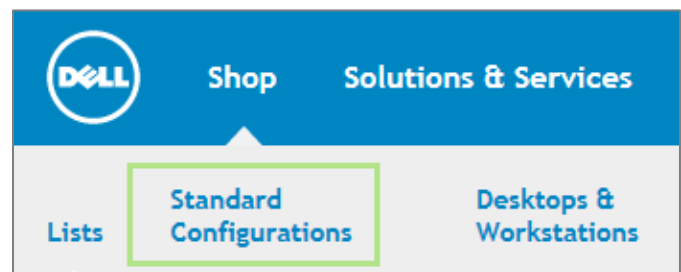 DELL
Shop
Solutions & Services
Lists
Standard
Configurations
Desktops &
Workstations